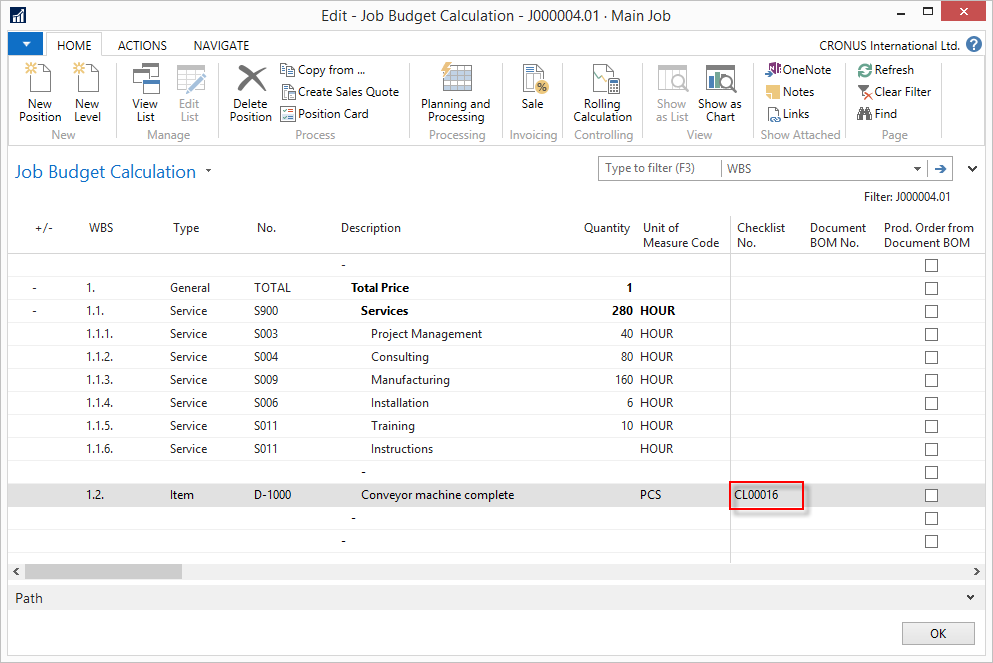 Edit - Job Budget Calculation - J000004.01 · Main Job
HOME ACTIONS NAVIGATE CRONUS International Ltd. ?
New Position
New Level
New
View List
Edit List
Manage
Delete Position
Copy from ...
Create Sales Quote
Position Card
Process
Planning and Processing
Processing
Sale
Invoicing
Rolling Calculation
Controlling
Show as List
Show as Chart
View
OneNote
Notes
Links
Show Attached
Refresh
Clear Filter
Find
Page
Job Budget Calculation
Type to filter (F3) WBS
Filter: J000004.01
+/- WBS Type No. Description Quantity Unit of Measure Code Checklist No. Document BOM No. Prod. Order from Document BOM
-
- 1. General TOTAL Total Price 1
- 1.1. Service S900 Services 280 HOUR
1.1.1. Service S003 Project Management 40 HOUR
1.1.2. Service S004 Consulting 80 HOUR
1.1.3. Service S009 Manufacturing 160 HOUR
1.1.4. Service S006 Installation 6 HOUR
1.1.5. Service S011 Training 10 HOUR
1.1.6. Service S011 Instructions HOUR
-
1.2. Item D-1000 Conveyor machine complete PCS CL00016
-
-
Path
OK